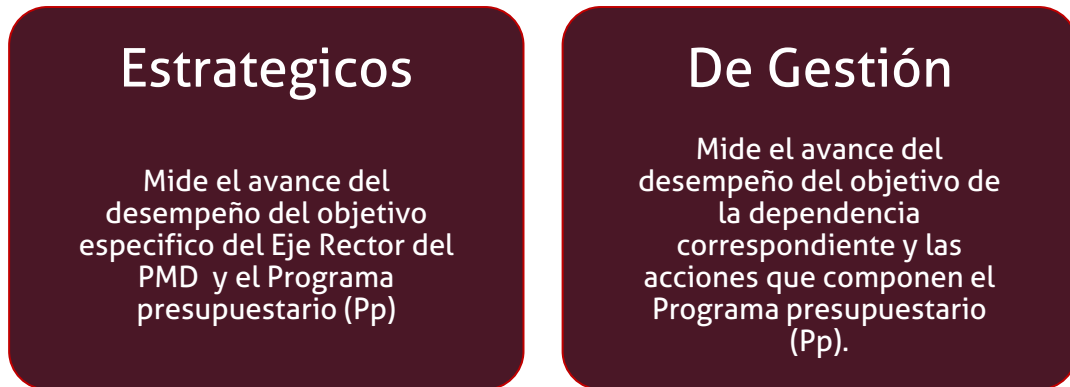 Estrategicos
Mide el avance del
desempeño del objetivo
especifico del Eje Rector del
PMD y el Programa
presupuestario (Pp)
De Gestión
Mide el avance del
desempeño del objetivo de
la dependencia
correspondiente y las
acciones que componen el
Programa presupuestario
(Pp).